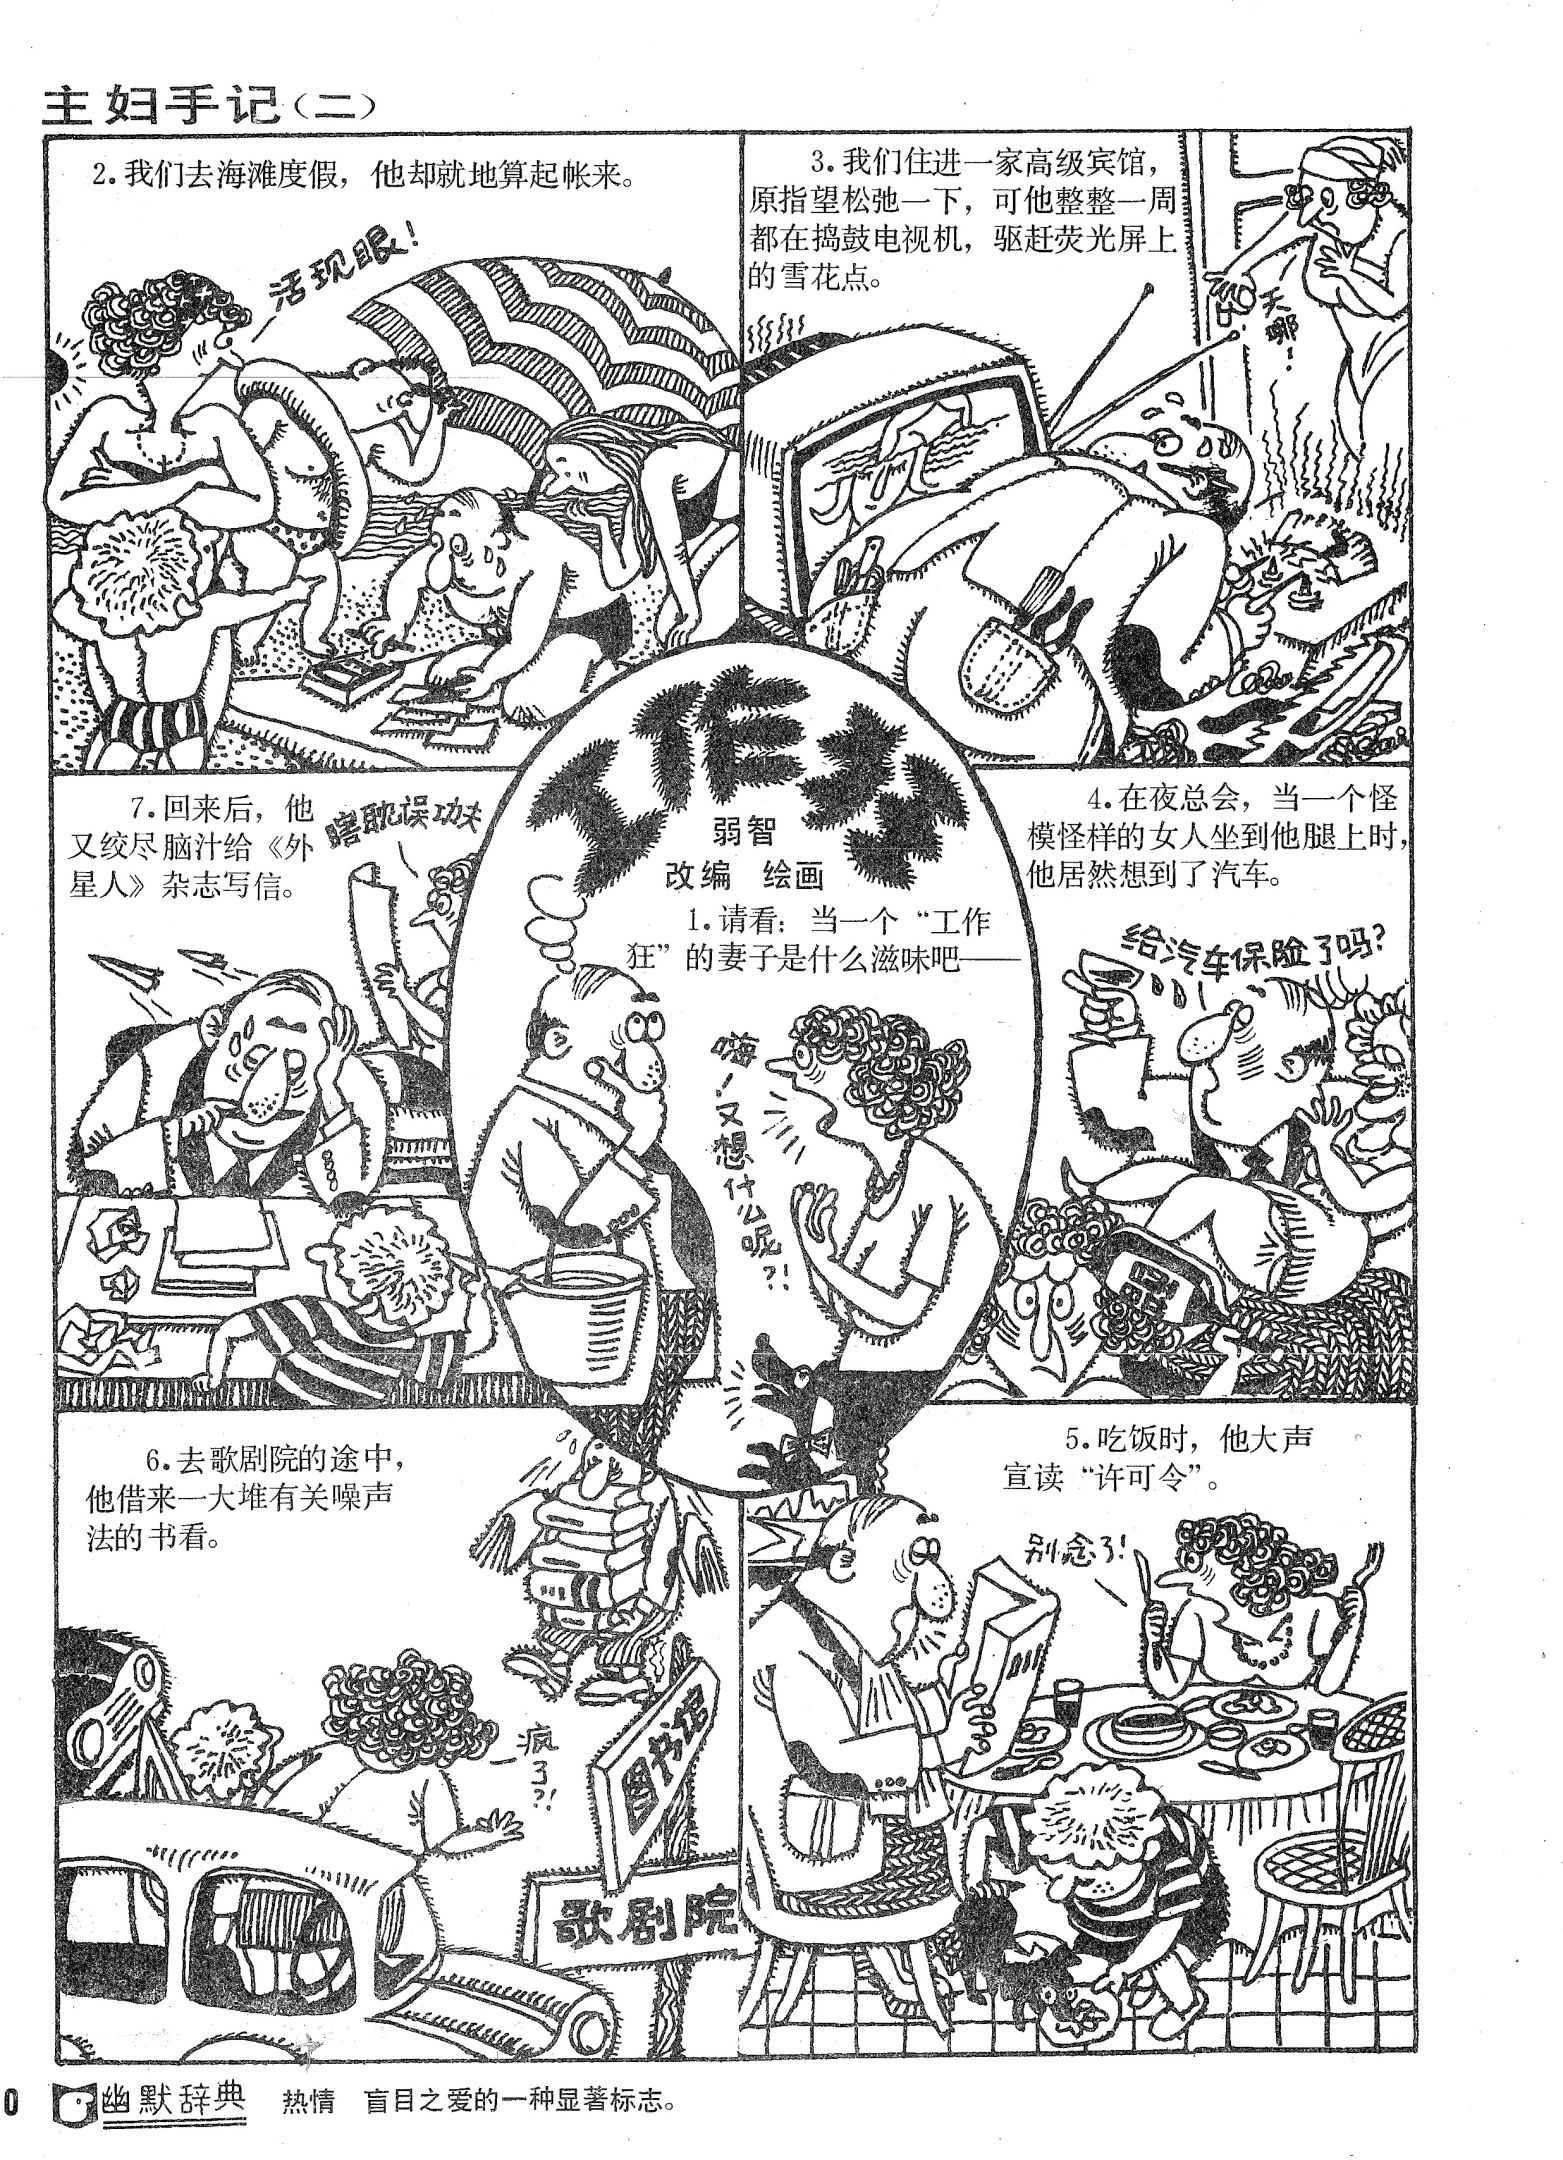 主妇手记(二)
工作狂
弱智
改编 绘画
1.请看：当一个“工作
狂”的妻子是什么滋味吧——
嗨！又想什么呢?!
2.我们去海滩度假，他却就地算起帐来。
活现眼！
3.我们住进一家高级宾馆，
原指望松弛一下，可他整整一周
都在捣鼓电视机，驱赶荧光屏上
的雪花点。
天哪！
4.在夜总会，当一个怪
模怪样的女人坐到他腿上时，
他居然想到了汽车。
给汽车保险了吗？
5.吃饭时，他大声
宣读“许可令”。
别念了！
6.去歌剧院的途中，
他借来一大堆有关噪声
法的书看。
疯了?!
图书馆
歌剧院
7.回来后，他
又绞尽脑汁给《外
星人》杂志写信。
瞎耽误功夫
0
幽默辞典 热情 盲目之爱的一种显著标志。